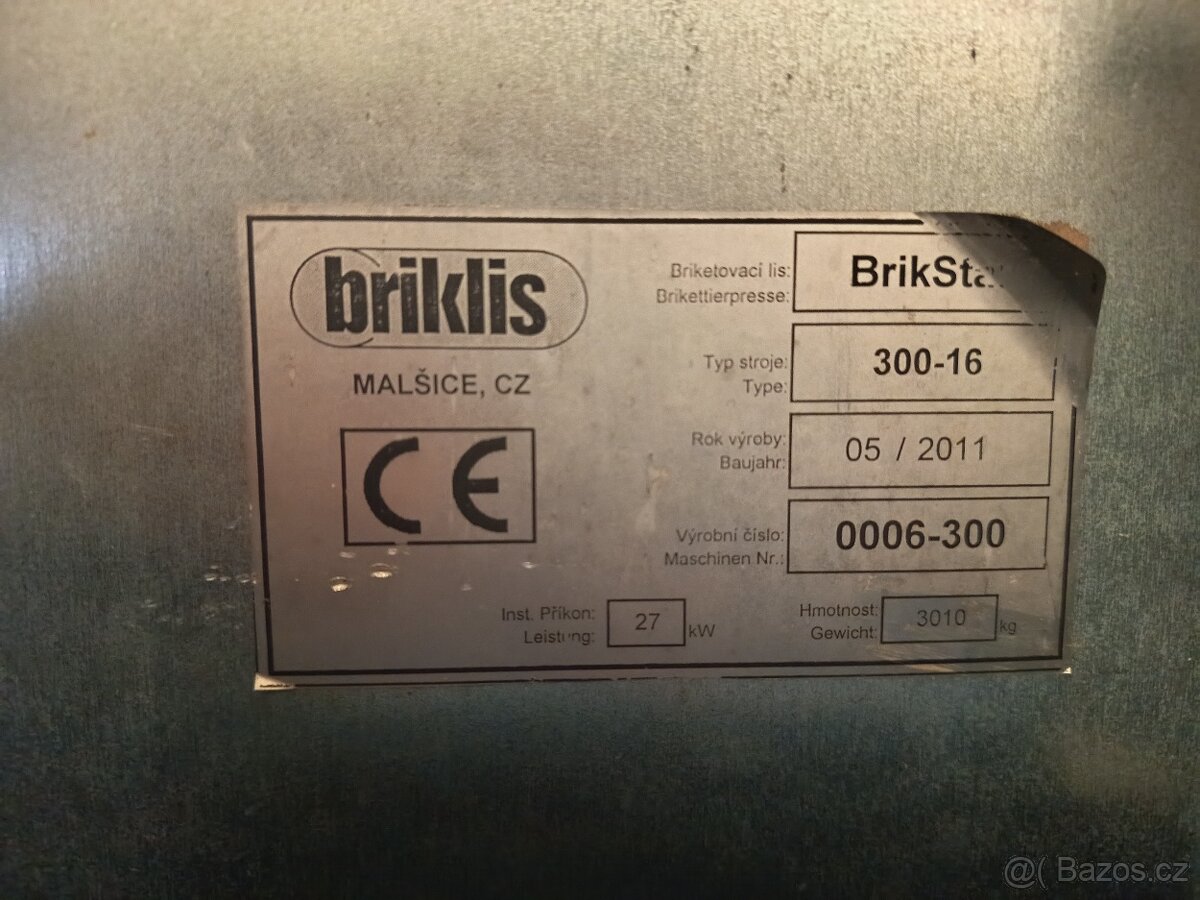 briklis
MALŠICE, CZ
CE
Briketovací lis:
Brikettierpresse:
Typ stroje:
Type:
300-16
Rok výroby:
Baujahr:
05 / 2011
Výrobní číslo:
Maschinen Nr.:
0006-300
Inst. Příkon:
Leistung:
27 kW
Hmotnost:
Gewicht:
3010 kg
@( Bazos.cz